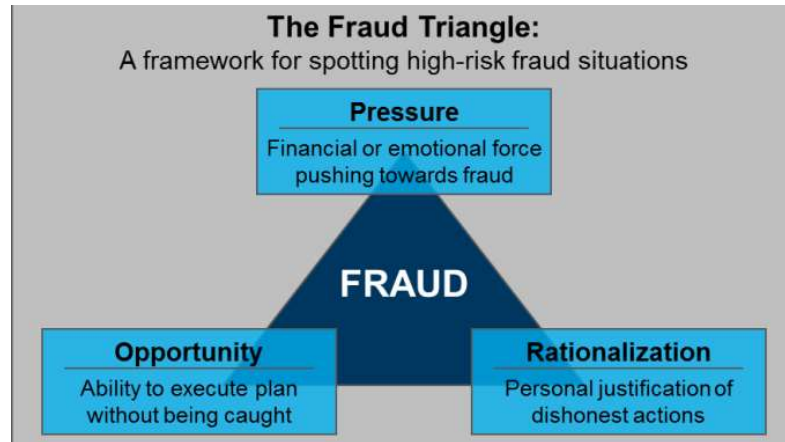 The Fraud Triangle:
A framework for spotting high-risk fraud situations
Pressure
Financial or emotional force
pushing towards fraud
FRAUD
Opportunity
Ability to execute plan
without being caught
Rationalization
Personal justification of
dishonest actions